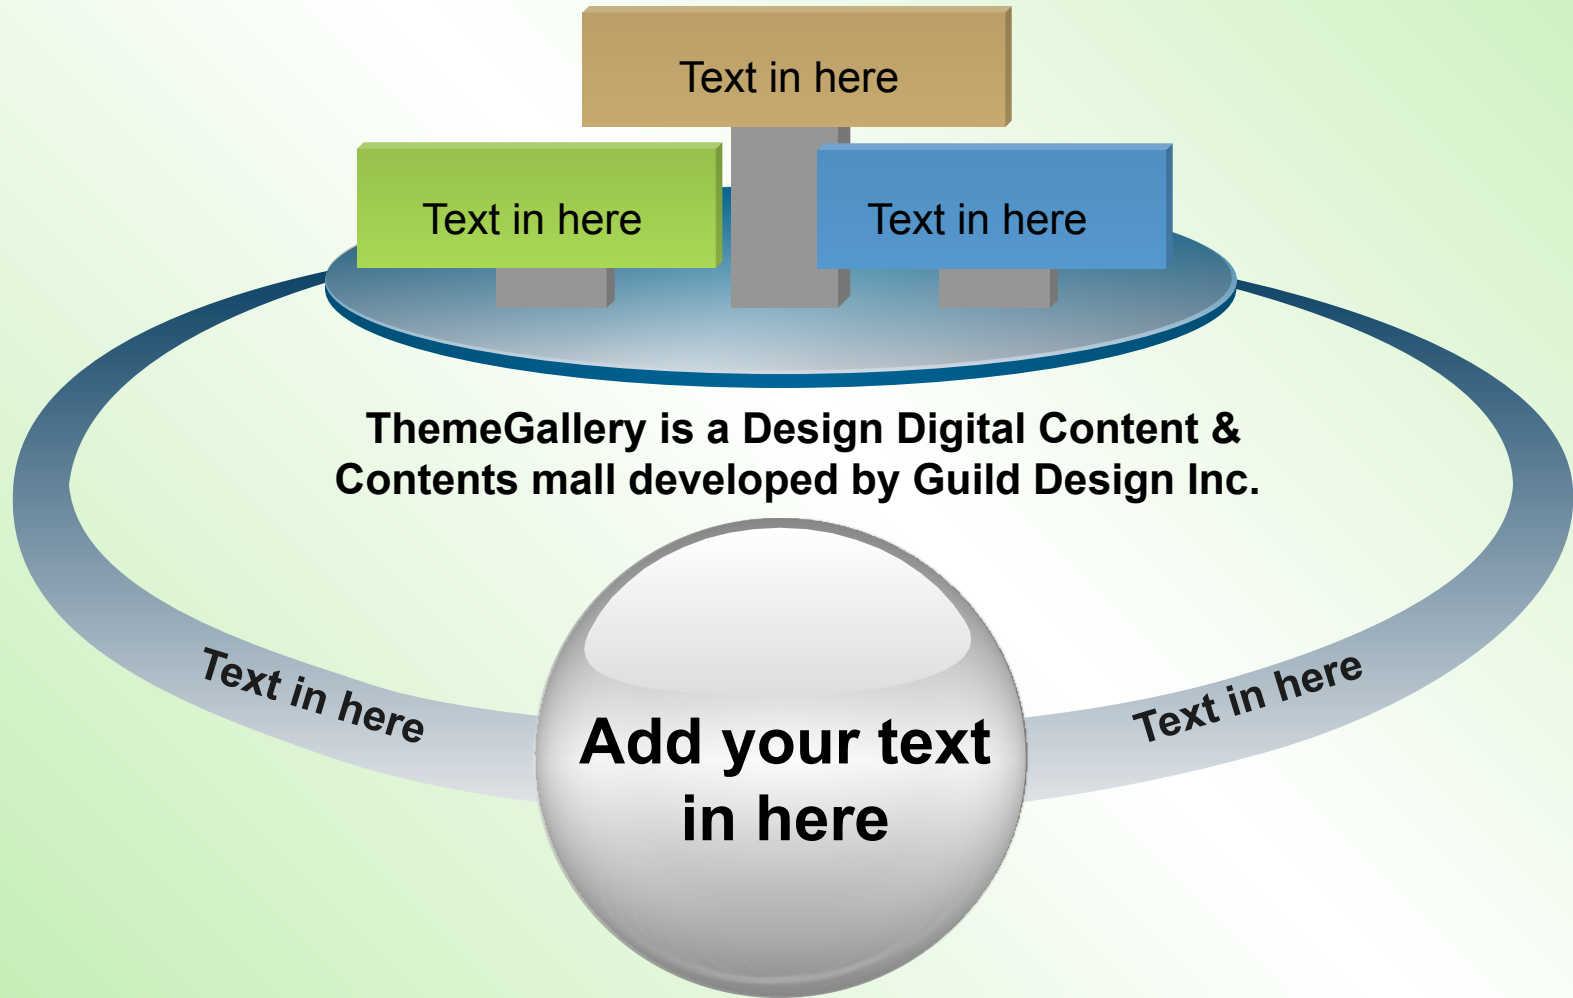 Text in here
Text in here
Text in here
ThemeGallery is a Design Digital Content &
Contents mall developed by Guild Design Inc.
Text in here
Text in here
Add your text
in here